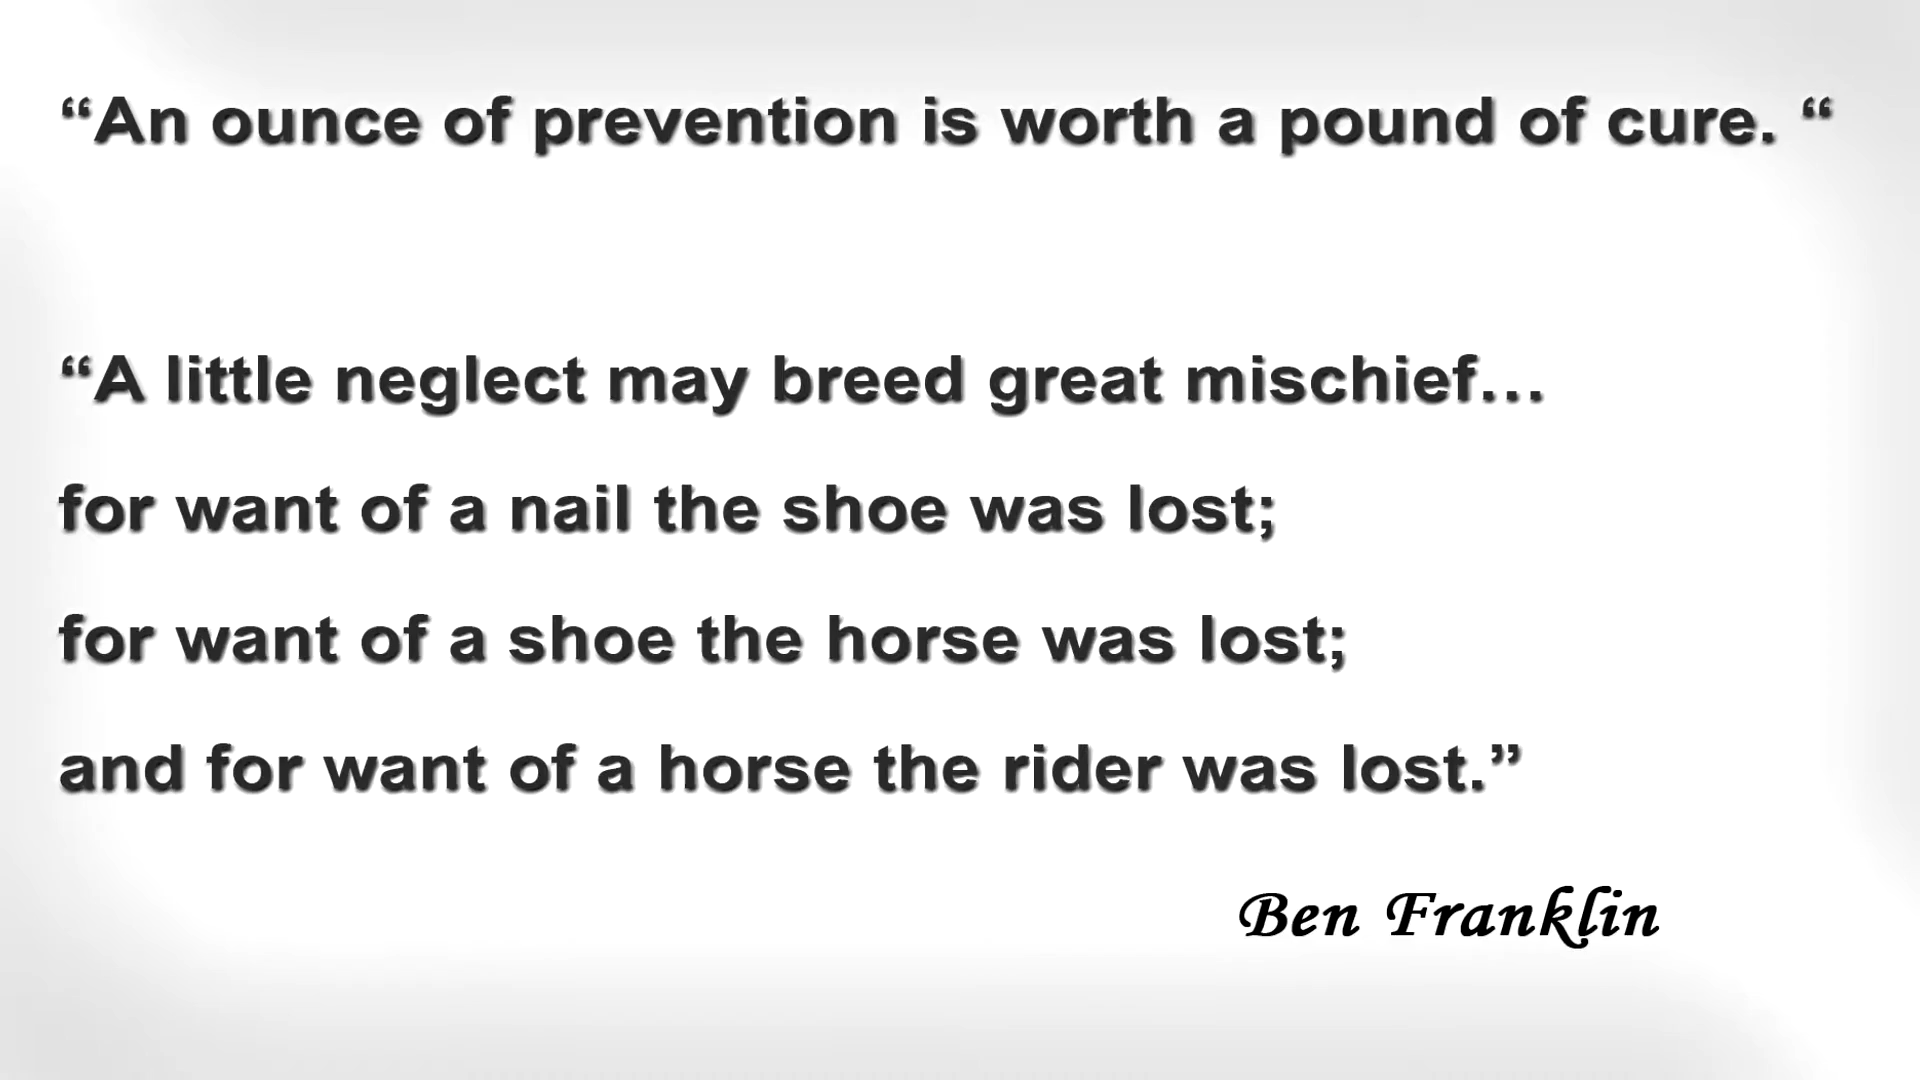 “An ounce of prevention is worth a pound of cure. “
“A little neglect may breed great mischief…
for want of a nail the shoe was lost;
for want of a shoe the horse was lost;
and for want of a horse the rider was lost.”
Ben Franklin